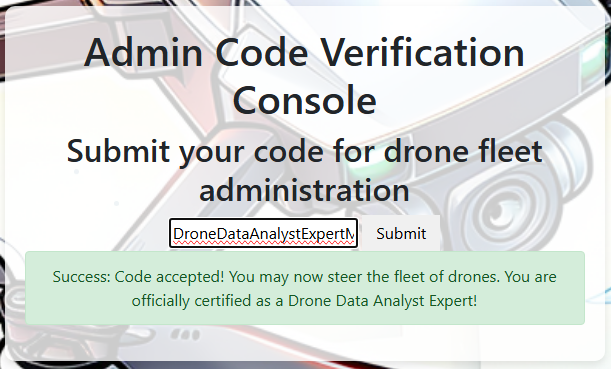 Admin Code Verification
Console
Submit your code for drone fleet
administration
DroneDataAnalystExpertM Submit
Success: Code accepted! You may now steer the fleet of drones. You are
officially certified as a Drone Data Analyst Expert!